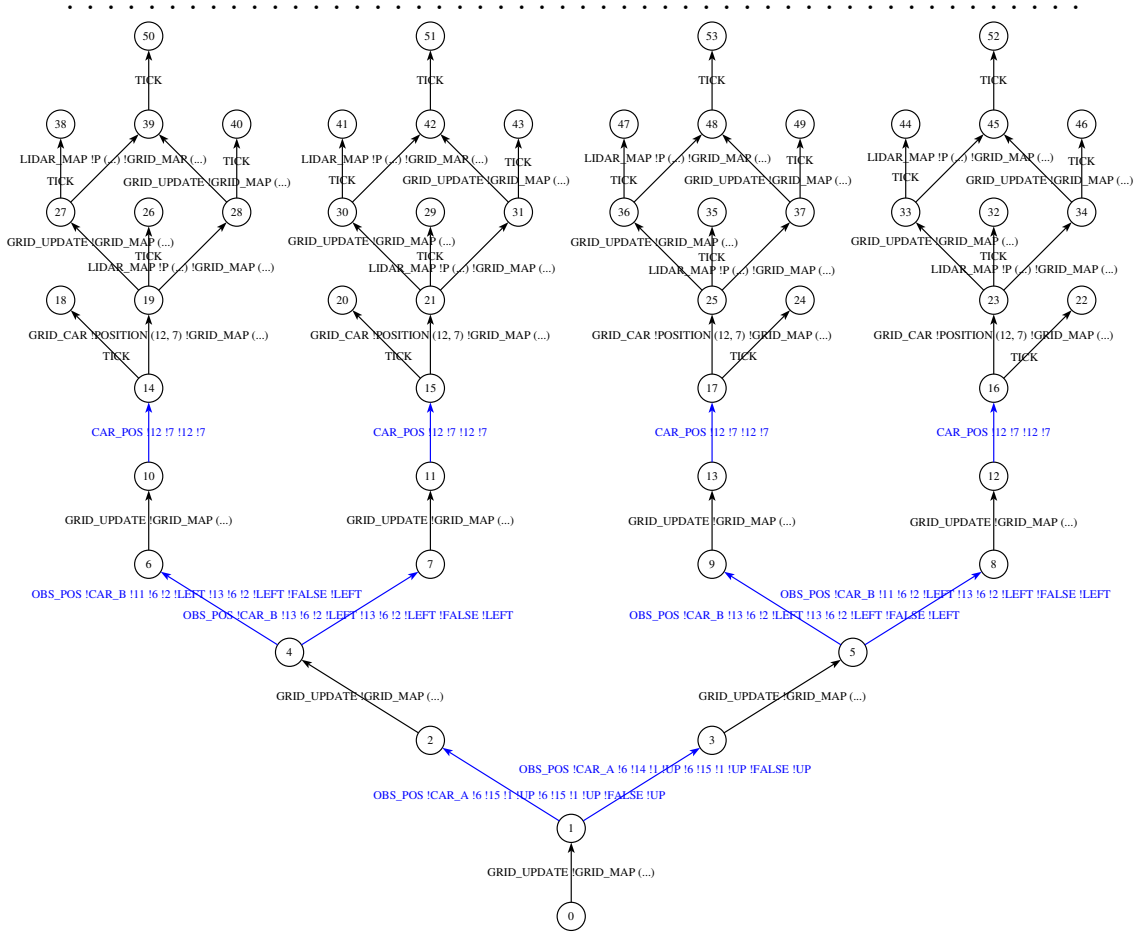 50 51 53 52
TICK TICK TICK TICK
38 39 40 41 42 43 47 48 49 44 45 46
LIDAR_MAP !P (...) !GRID_MAP (...) LIDAR_MAP !P (...) !GRID_MAP (...) LIDAR_MAP !P (...) !GRID_MAP (...) LIDAR_MAP !P (...) !GRID_MAP (...)
TICK TICK TICK TICK
TICK GRID_UPDATE !GRID_MAP (...) TICK GRID_UPDATE !GRID_MAP (...) TICK GRID_UPDATE !GRID_MAP (...) TICK GRID_UPDATE !GRID_MAP (...)
27 26 28 30 29 31 36 35 37 33 32 34
GRID_UPDATE !GRID_MAP (...) GRID_UPDATE !GRID_MAP (...) GRID_UPDATE !GRID_MAP (...) GRID_UPDATE !GRID_MAP (...)
TICK TICK TICK TICK
LIDAR_MAP !P (...) !GRID_MAP (...) LIDAR_MAP !P (...) !GRID_MAP (...) LIDAR_MAP !P (...) !GRID_MAP (...) LIDAR_MAP !P (...) !GRID_MAP (...)
18 19 20 21 25 24 23 22
GRID_CAR !POSITION (12, 7) !GRID_MAP (...) GRID_CAR !POSITION (12, 7) !GRID_MAP (...) GRID_CAR !POSITION (12, 7) !GRID_MAP (...) GRID_CAR !POSITION (12, 7) !GRID_MAP (...)
TICK TICK TICK TICK
14 15 17 16
CAR_POS !12 !7 !12 !7 CAR_POS !12 !7 !12 !7 CAR_POS !12 !7 !12 !7 CAR_POS !12 !7 !12 !7
10 11 13 12
GRID_UPDATE !GRID_MAP (...) GRID_UPDATE !GRID_MAP (...) GRID_UPDATE !GRID_MAP (...) GRID_UPDATE !GRID_MAP (...)
6 7 9 8
OBS_POS !CAR_B !11 !6 !2 !LEFT !13 !6 !2 !LEFT !FALSE !LEFT OBS_POS !CAR_B !11 !6 !2 !LEFT !13 !6 !2 !LEFT !FALSE !LEFT
OBS_POS !CAR_B !13 !6 !2 !LEFT !13 !6 !2 !LEFT !FALSE !LEFT OBS_POS !CAR_B !13 !6 !2 !LEFT !13 !6 !2 !LEFT !FALSE !LEFT
4 5
GRID_UPDATE !GRID_MAP (...) GRID_UPDATE !GRID_MAP (...)
2 3
OBS_POS !CAR_A !6 !14 !1 !UP !6 !15 !1 !UP !FALSE !UP
OBS_POS !CAR_A !6 !15 !1 !UP !6 !15 !1 !UP !FALSE !UP
1
GRID_UPDATE !GRID_MAP (...)
0